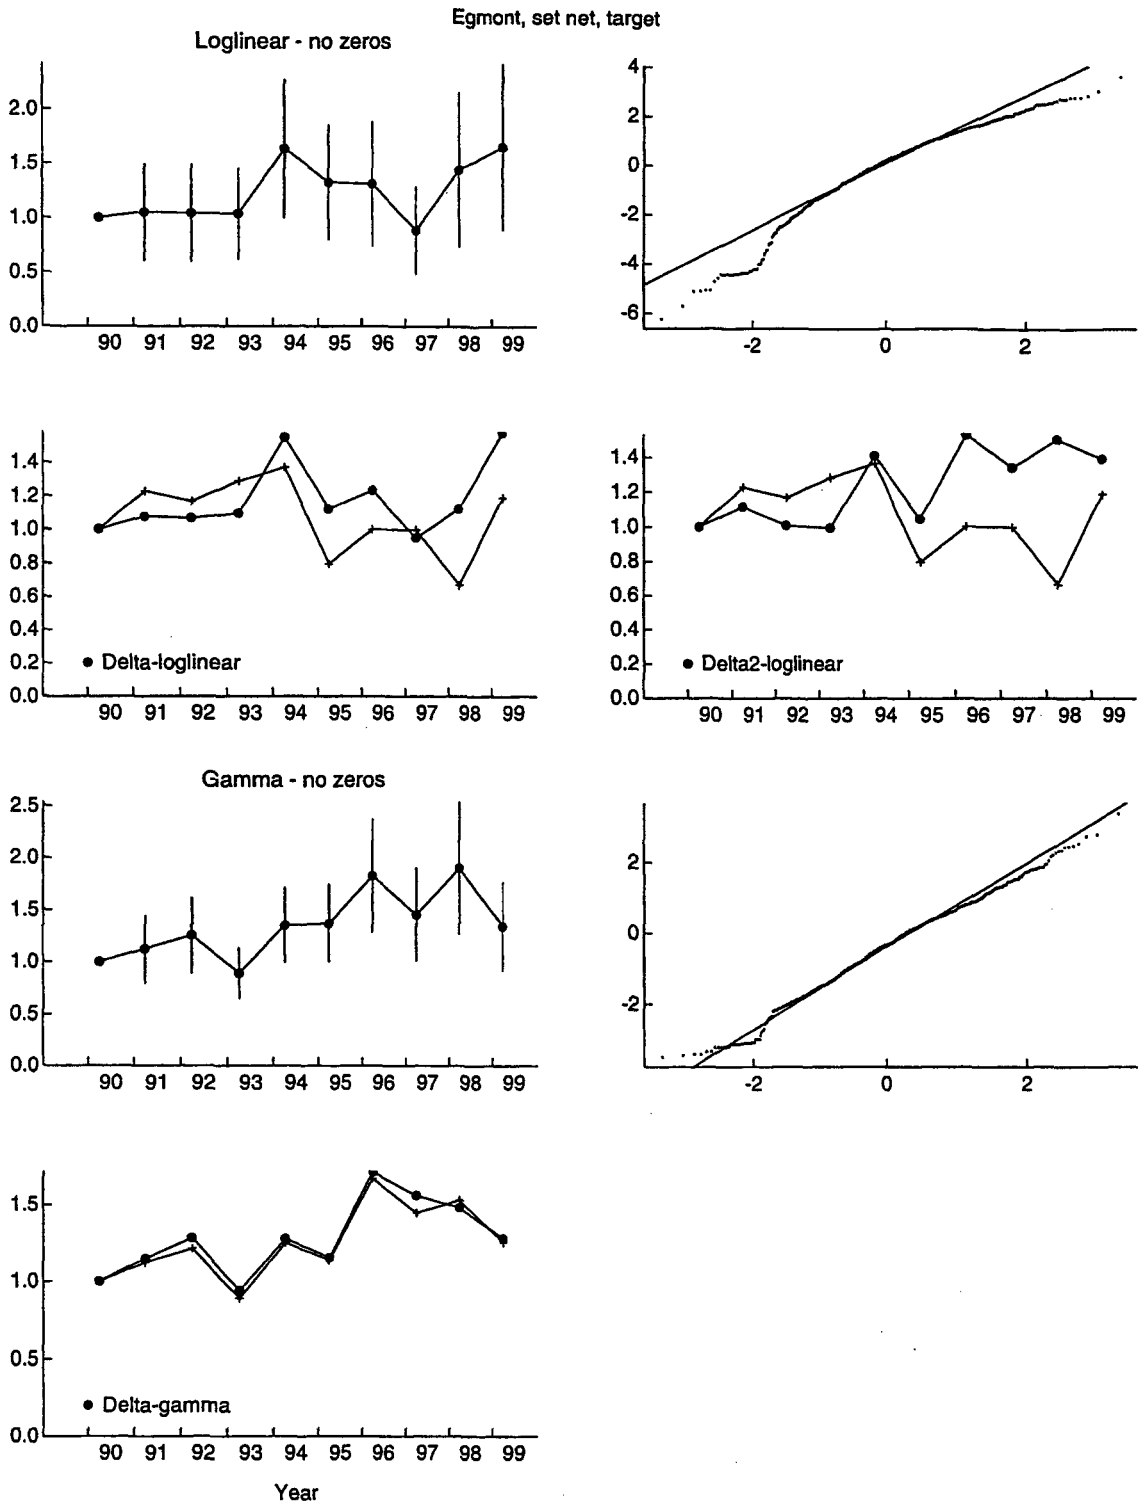 Egmont, set net, target
Loglinear - no zeros
2.0
1.5
1.0
0.5
0.0
90 91 92 93 94 95 96 97 98 99
4
2
0
-2
-4
-6
-2 0 2
1.4
1.2
1.0
0.8
0.6
0.4
0.2
0.0
Delta-loglinear
90 91 92 93 94 95 96 97 98 99
1.4
1.2
1.0
0.8
0.6
0.4
0.2
0.0
Delta2-loglinear
90 91 92 93 94 95 96 97 98 99
Gamma - no zeros
2.5
2.0
1.5
1.0
0.5
0.0
90 91 92 93 94 95 96 97 98 99
2
0
-2
-2 0 2
1.5
1.0
0.5
0.0
Delta-gamma
90 91 92 93 94 95 96 97 98 99
Year